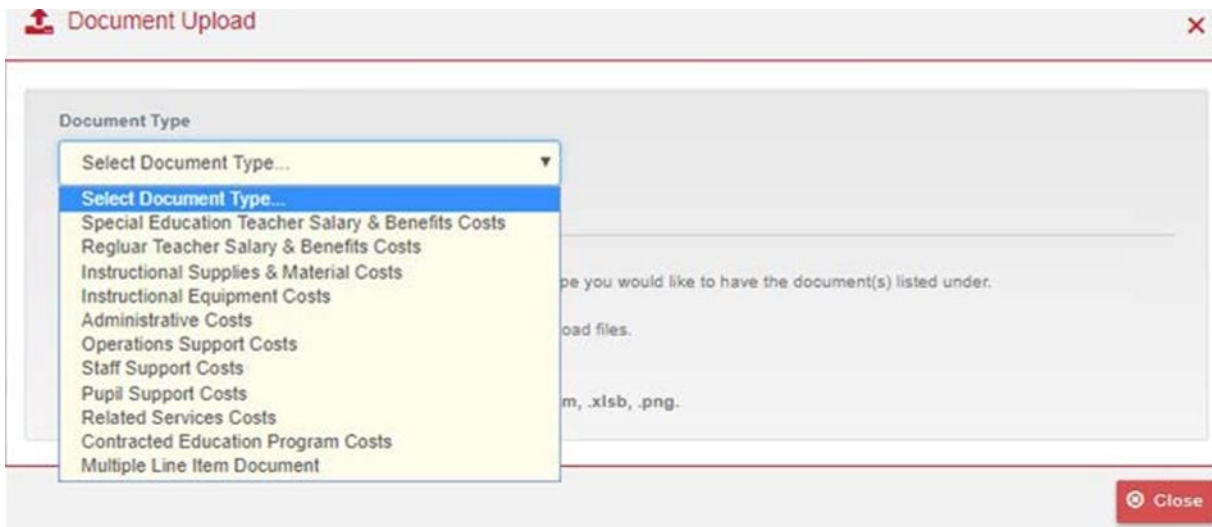 Document Upload
Document Type
Select Document Type...
Select Document Type...
Special Education Teacher Salary & Benefits Costs
Regluar Teacher Salary & Benefits Costs
Instructional Supplies & Material Costs
pe you would like to have the document(s) listed under.
Instructional Equipment Costs
Administrative Costs
oad files.
Operations Support Costs
Staff Support Costs
Pupil Support Costs
m, .xlsb, .png.
Related Services Costs
Contracted Education Program Costs
Multiple Line Item Document
Close